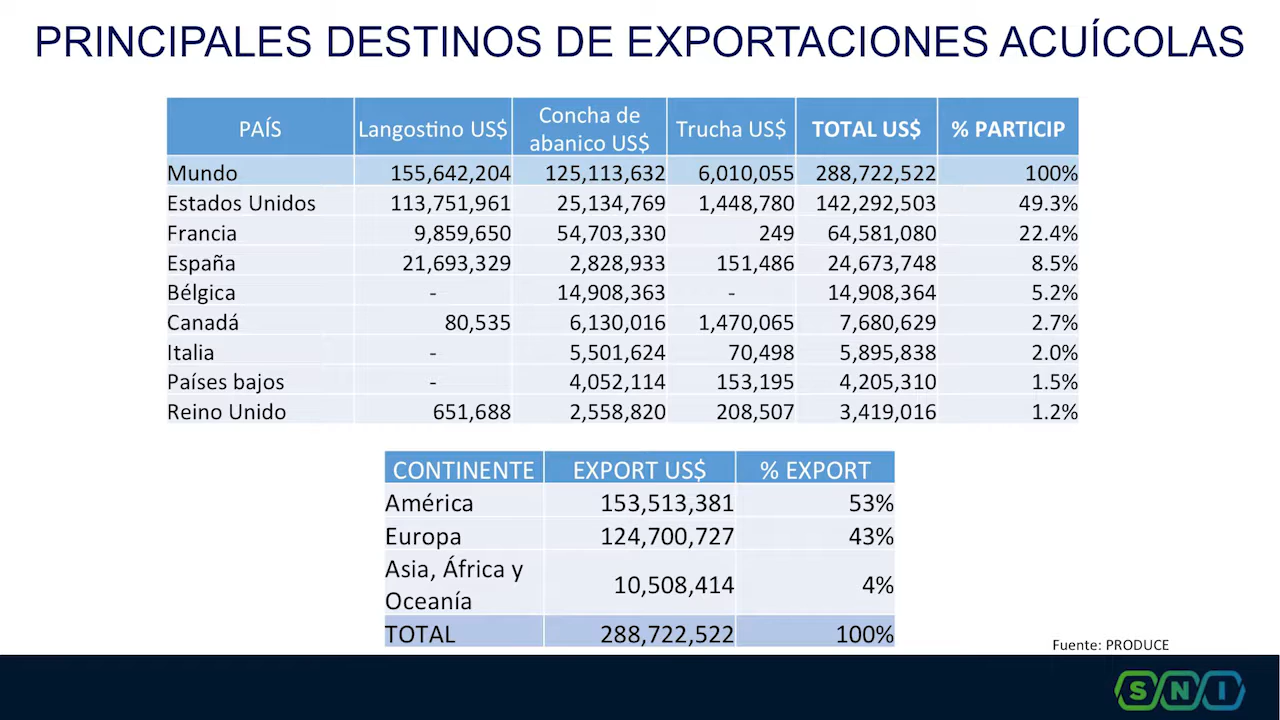 PRINCIPALES DESTINOS DE EXPORTACIONES ACUÍCOLAS
PAÍS Langostino US$ Concha de abanico US$ Trucha US$ TOTAL US$ % PARTICIP
Mundo 155,642,204 125,113,632 6,010,055 288,722,522 100%
Estados Unidos 113,751,961 25,134,769 1,448,780 142,292,503 49.3%
Francia 9,859,650 54,703,330 249 64,581,080 22.4%
España 21,693,329 2,828,933 151,486 24,673,748 8.5%
Bélgica - 14,908,363 - 14,908,364 5.2%
Canadá 80,535 6,130,016 1,470,065 7,680,629 2.7%
Italia - 5,501,624 70,498 5,895,838 2.0%
Países bajos - 4,052,114 153,195 4,205,310 1.5%
Reino Unido 651,688 2,558,820 208,507 3,419,016 1.2%
CONTINENTE EXPORT US$ % EXPORT
América 153,513,381 53%
Europa 124,700,727 43%
Asia, África y Oceanía 10,508,414 4%
TOTAL 288,722,522 100%
Fuente: PRODUCE
SNI